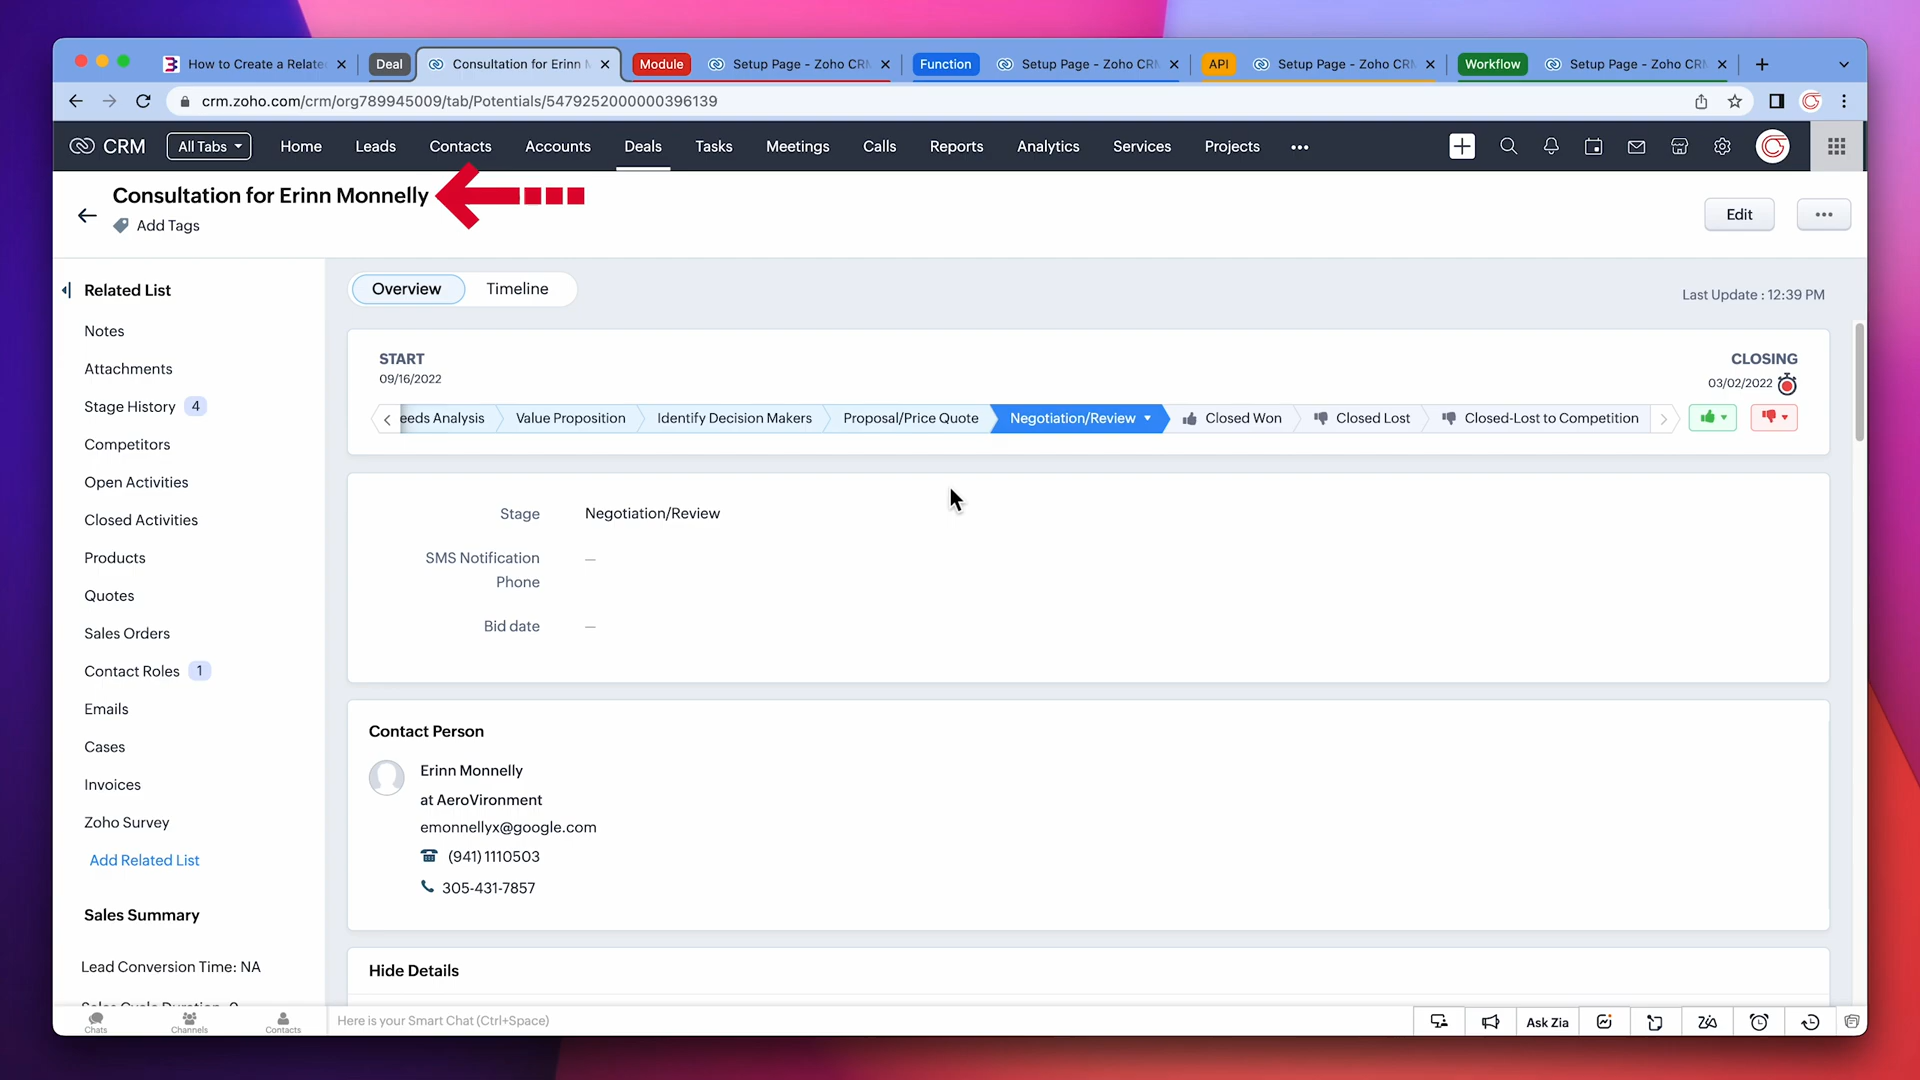 How to Create a Relate
Deal
Consultation for Erinn M
Module
Setup Page - Zoho CRM
Function
Setup Page - Zoho CRM
API
Setup Page - Zoho CRM
Workflow
Setup Page - Zoho CRM
crm.zoho.com/crm/org789945009/tab/Potentials/5479252000000396139
CRM
All Tabs
Home
Leads
Contacts
Accounts
Deals
Tasks
Meetings
Calls
Reports
Analytics
Services
Projects
Consultation for Erinn Monnelly
Add Tags
Edit
Related List
Notes
Attachments
Stage History 4
Competitors
Open Activities
Closed Activities
Products
Quotes
Sales Orders
Contact Roles 1
Emails
Cases
Invoices
Zoho Survey
Add Related List
Sales Summary
Lead Conversion Time: NA
Sales Cycle Duration 0
Overview
Timeline
Last Update : 12:39 PM
START
09/16/2022
CLOSING
03/02/2022
eeds Analysis
Value Proposition
Identify Decision Makers
Proposal/Price Quote
Negotiation/Review
Closed Won
Closed Lost
Closed-Lost to Competition
Stage
Negotiation/Review
SMS Notification
Phone
—
Bid date
—
Contact Person
Erinn Monnelly
at AeroVironment
emonnellyx@google.com
(941) 1110503
305-431-7857
Hide Details
Chats
Channels
Contacts
Here is your Smart Chat (Ctrl+Space)
Ask Zia